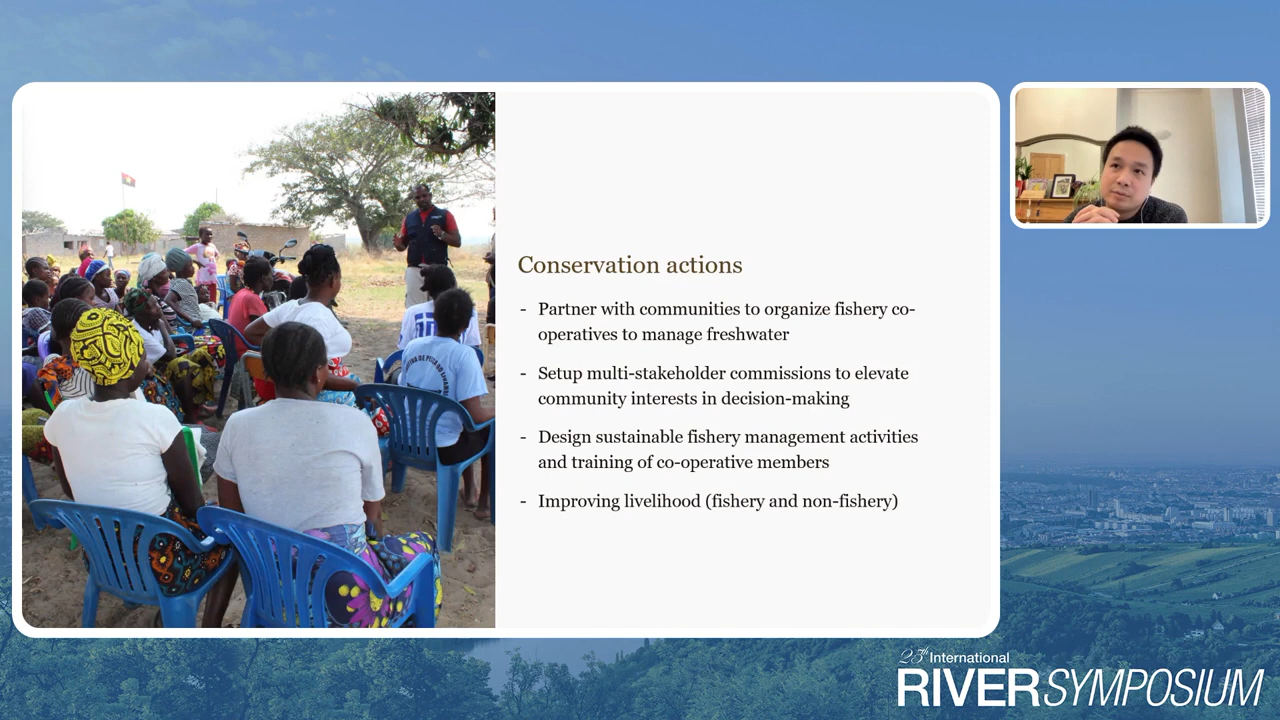 Conservation actions
- Partner with communities to organize fishery co-
operatives to manage freshwater
- Setup multi-stakeholder commissions to elevate
community interests in decision-making
- Design sustainable fishery management activities
and training of co-operative members
- Improving livelihood (fishery and non-fishery)
25th International
RIVERSYMPOSIUM